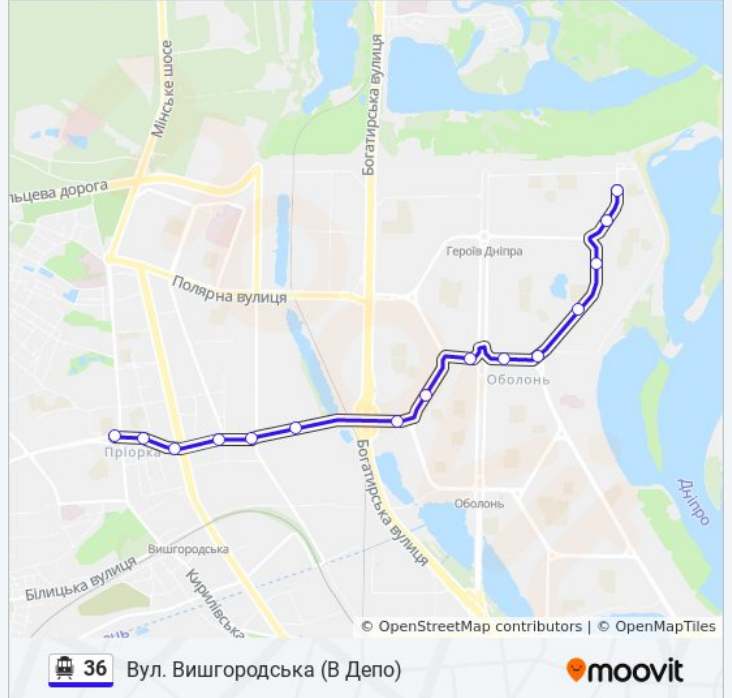 Мінське шосе
Богатирська вулиця
льцева дорога
Героїв Дніпра
Полярна вулиця
Оболонь
Пріорка
Богатирська вулиця
Дніпро
Оболонь
Вишгородська
Білицька вулиця
Кирилівська
© OpenStreetMap contributors | © OpenMapTiles
36 Вул. Вишгородська (В Депо)
moovit